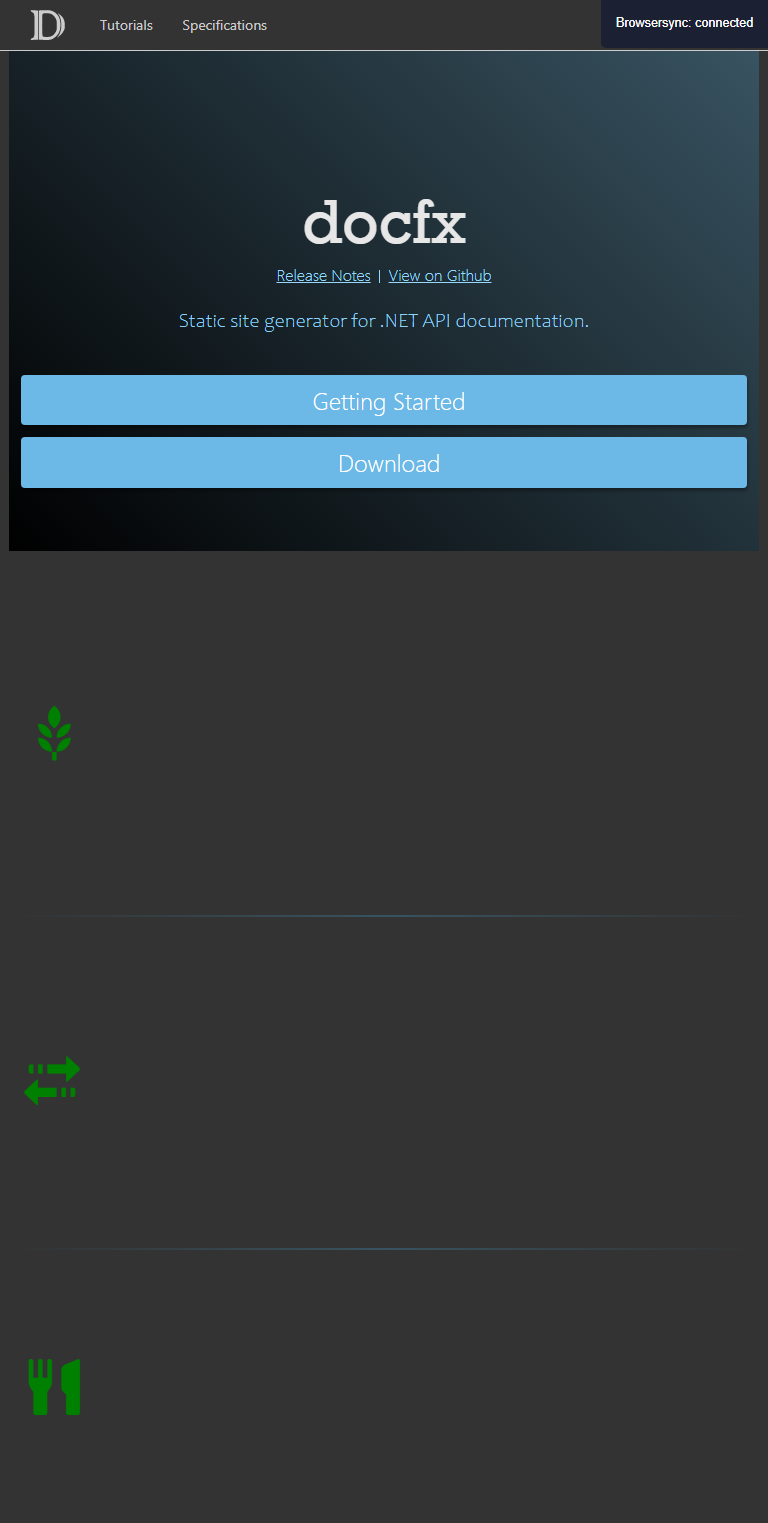 D
Tutorials Specifications
Browsersync: connected
docfx
Release Notes | View on Github
Static site generator for .NET API documentation.
Getting Started
Download